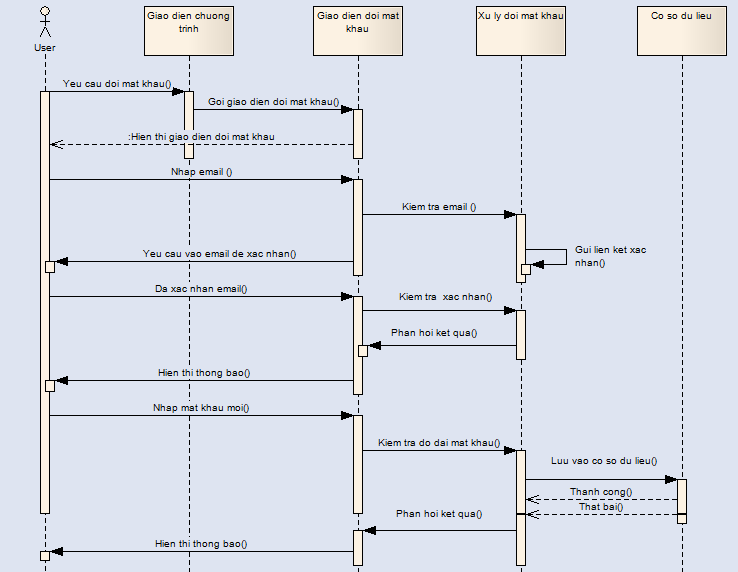 Giao dien chuong
trinh
Giao dien doi mat
khau
Xu ly doi mat khau
Co so du lieu
User
Yeu cau doi mat khau()
Goi giao dien doi mat khau()
:Hien thi giao dien doi mat khau
Nhap email ()
Kiem tra email ()
Gui lien ket xac
nhan()
Yeu cau vao email de xac nhan()
Da xac nhan email()
Kiem tra  xac nhan()
Phan hoi ket qua()
Hien thi thong bao()
Nhap mat khau moi()
Kiem tra do dai mat khau()
Luu vao co so du lieu()
Thanh cong()
That bai()
Phan hoi ket qua()
Hien thi thong bao()